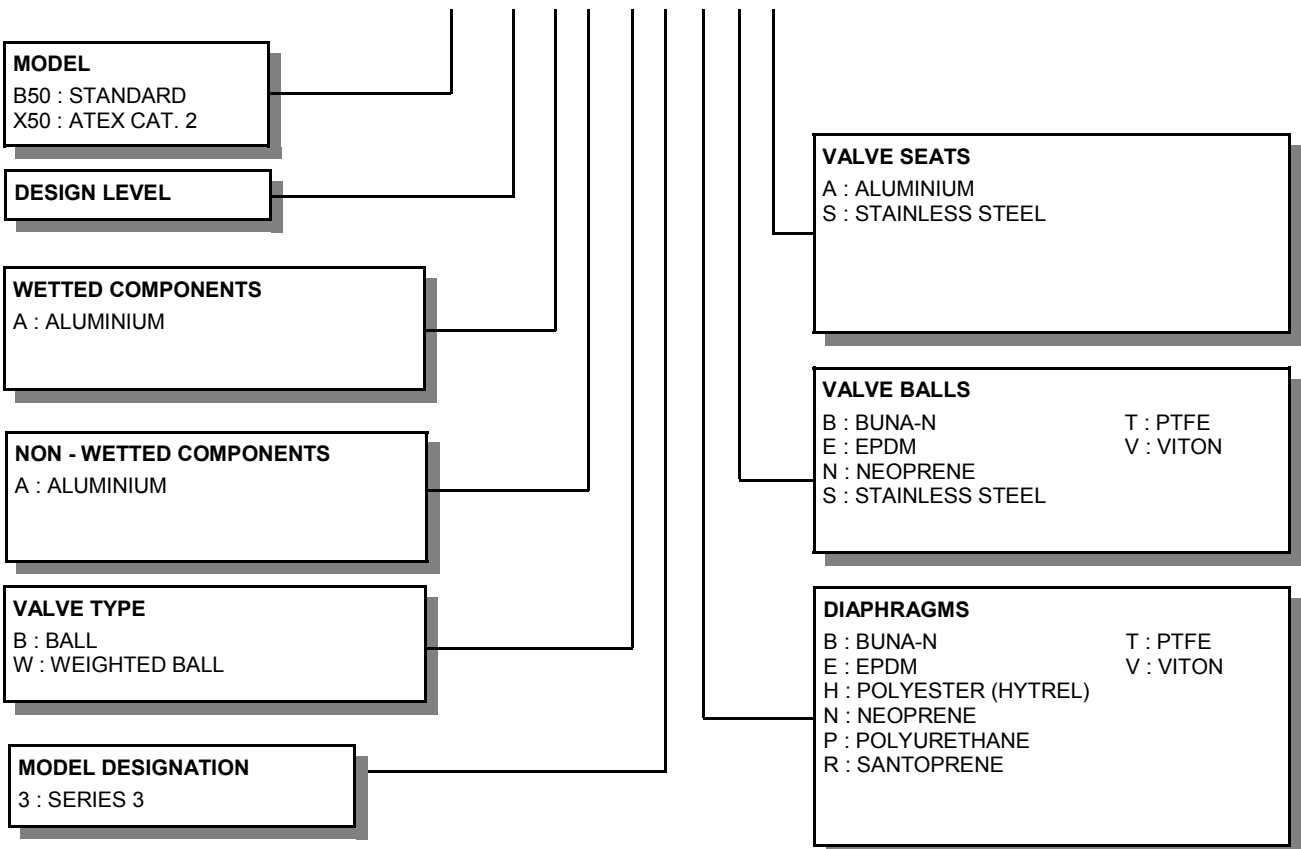 MODEL
B50 : STANDARD
X50 : ATEX CAT. 2
DESIGN LEVEL
WETTED COMPONENTS
A : ALUMINIUM
NON - WETTED COMPONENTS
A : ALUMINIUM
VALVE TYPE
B : BALL
W : WEIGHTED BALL
MODEL DESIGNATION
3 : SERIES 3
VALVE SEATS
A : ALUMINIUM
S : STAINLESS STEEL
VALVE BALLS
B : BUNA-N T : PTFE
E : EPDM V : VITON
N : NEOPRENE
S : STAINLESS STEEL
DIAPHRAGMS
B : BUNA-N T : PTFE
E : EPDM V : VITON
H : POLYESTER (HYTREL)
N : NEOPRENE
P : POLYURETHANE
R : SANTOPRENE